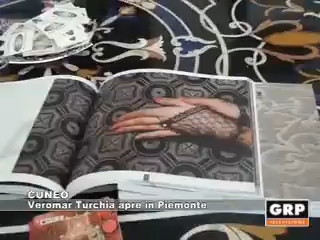 CUNEO
Veromar Turchia apre in Piemonte
GRP
TELEVISIONE